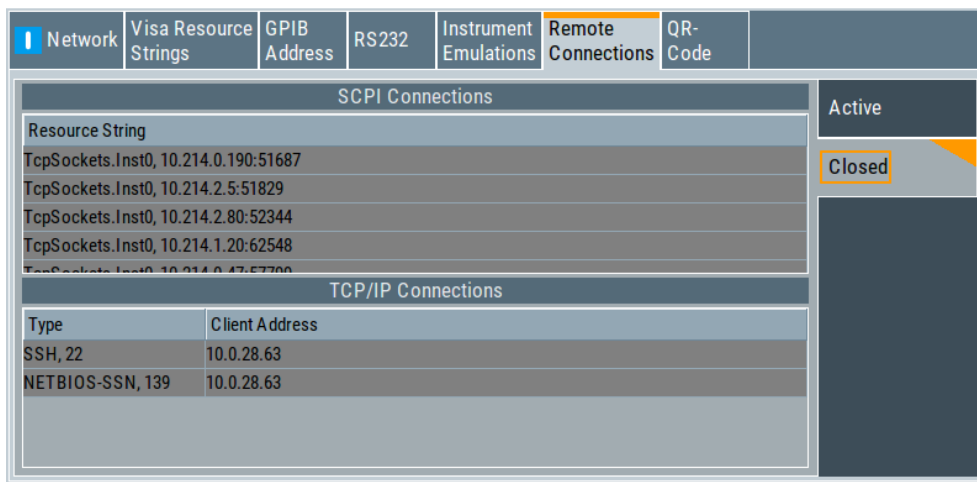 Network
Visa Resource
Strings
GPIB
Address
RS232
Instrument
Emulations
Remote
Connections
QR-
Code
SCPI Connections
Resource String
TcpSockets.Inst0, 10.214.0.190:51687
TcpSockets.Inst0, 10.214.2.5:51829
TcpSockets.Inst0, 10.214.2.80:52344
TcpSockets.Inst0, 10.214.1.20:62548
TCP/IP Connections
Type Client Address
SSH, 22 10.0.28.63
NETBIOS-SSN, 139 10.0.28.63
Active
Closed